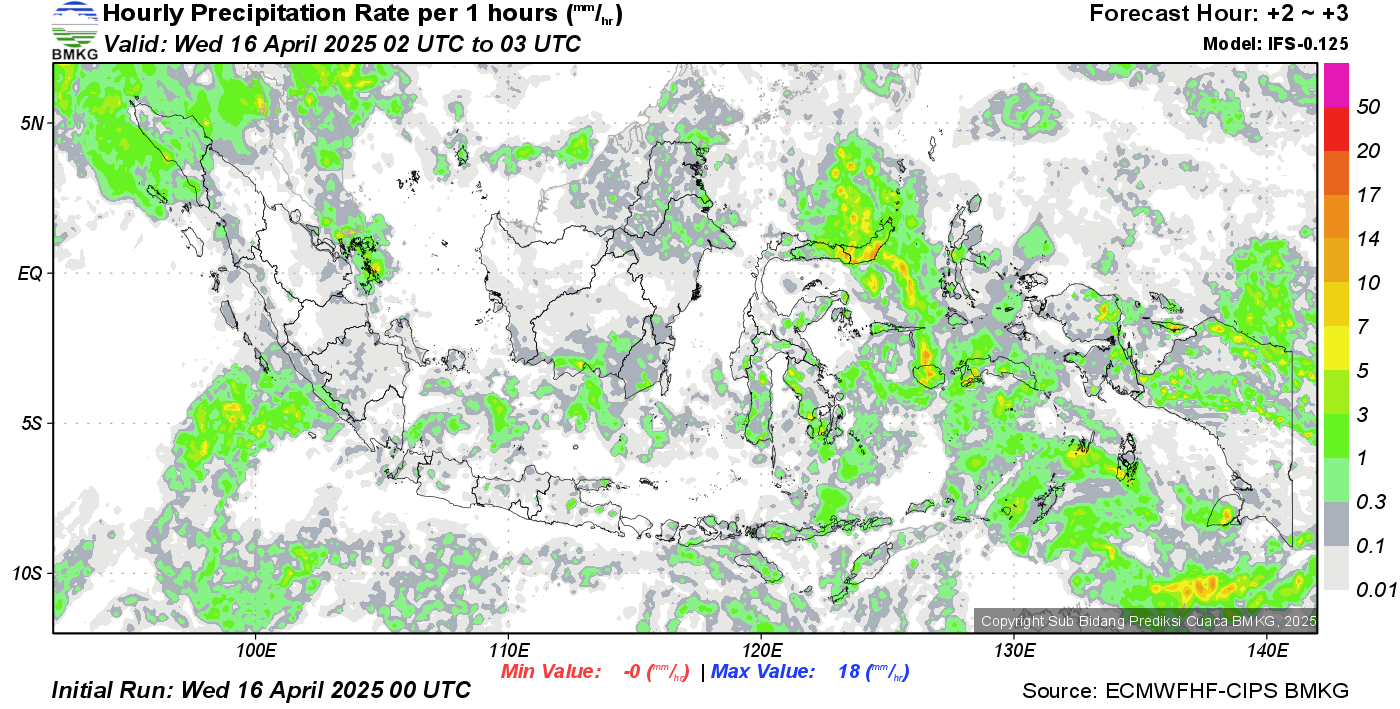 BMKG
Hourly Precipitation Rate per 1 hours (mm/hr)
Valid: Wed 16 April 2025 02 UTC to 03 UTC
Forecast Hour: +2 ~ +3
Model: IFS-0.125
5N
EQ
5S
10S
100E
110E
120E
130E
140E
50
20
17
14
10
7
5
3
1
0.3
0.1
0.01
Copyright Sub Bidang Prediksi Cuaca BMKG, 2025
Min Value: -0 (mm/hr) | Max Value: 18 (mm/hr)
Initial Run: Wed 16 April 2025 00 UTC
Source: ECMWFHF-CIPS BMKG